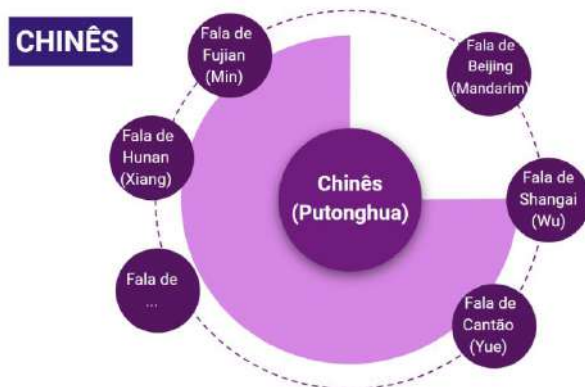 CHINÊS
Fala de
Fujian
(Min)
Fala de
Beijing
(Mandarim)
Fala de
Hunan
(Xiang)
Chinês
(Putonghua)
Fala de
Shangai
(Wu)
Fala de
...
Fala de
Cantão
(Yue)